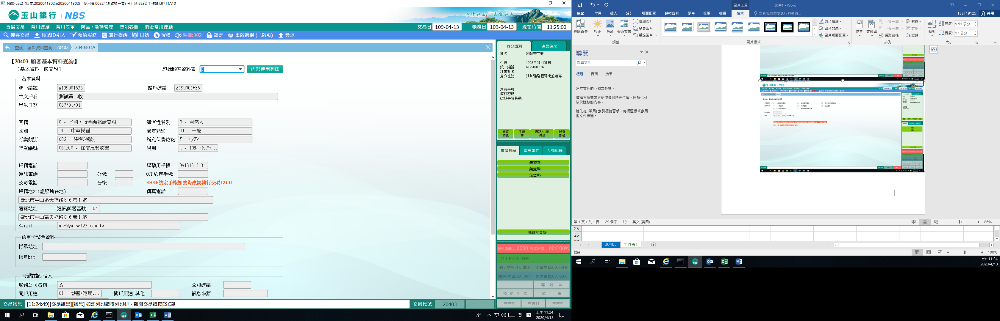 NBS-uat2 (版本:2020041302.b2020041302) 使用者:00224(測試櫃一賓) 分行別:9232 工作站:L9711A10
玉山銀行 | NBS
心清如玉，義重如山。
自選交易 常用連結 常用表單 商品/活動管理 智能客服 消金常用連結
交易日 109-04-13 帳務日 109-04-13 現在時間 11:25:00
搜尋交易 帳號ID引入 預約服務 蒞行提醒 日誌 授權 廣播:302 鎖定 重啟週邊 (已啟動) 簽退
查詢 存戶資料查詢 20403 2040301A
【20403 顧客基本資料查詢】
【基本資料一般查詢】 印錄顧客資料表 1 內部使用列印
基本資料
統一編號 A199001636 歸戶統編 A199001636
中文戶名 測試黃二收
出生日期 087/01/01
國籍 0 - 本國，行業編號請查明 顧客性質別 0 - 自然人
國別 TW - 中華民國 顧客類別 01 - 一般
行業類別 006 - 住宿/餐飲 補充保費註記 Y - 收取
行業編號 0615G0 - 住宿及餐飲業 稅別 1 - 10%一般戶...
戶籍電話 聯繫用手機 0913131313
通訊電話 分機 OTP約定手機
公司電話 分機 ※OTP約定手機如需修改請執行交易12101
戶籍地址(證照所在地) 傳真電話
臺北市中山區天祥路８６巷１號
通訊地址 通訊郵遞區號 104
臺北市中山區天祥路８６巷１號
E-mail abc@yahoo123.com.tw
信用卡整合資料
帳單地址
帳單E化
內部註記-個人
服務公司名稱 A 公司統編
開戶用途 01 - 儲蓄/定期... 開戶用途-其他 訊息來源
交易訊息 [11:24:49][交易訊息][訊息] 如需列印請按列印鈕，離開交易請按ESC鍵 交易代號 20403
身分識別 產品往來
姓名 測試黃二收
生日 1998年01月01日
統一編號 A199001636
理專姓名
身分註記 請加強臨櫃關懷並填寫...
注意事項
簡訊密碼
近期事故異動
顧客資訊 手續費 通路/共同行銷 顧客影像
推薦商品 重要事件 互動記錄
無資料
無資料
無資料
一般轉介登錄
服務號碼： 0000 等候時間： 00分00秒
ＶＩＰ:0人 00分
個人交易:0人 00分 企業交易:0人 00分
開戶/申請:0人 00分 外匯業務:0人 00分
再 呼 叫
預 約 叫 號 結 束
無資料 無資料 無資料
英
上午 11:24
2020/4/13
圖片工具 文件1 - Word
檔案 常用 插入 設計 版面配置 參考資料 郵件 校閱 檢視 格式 告訴我您想要執行的動作... TEST19125 共用
移除背景 校正 色彩 美術效果 壓縮圖片 變更圖片 重設圖片
圖片框線 圖片效果 圖片版面配置
位置 文繞圖 上移一層 下移一層 選取窗格 對齊 群組 旋轉
裁剪 高度: 9.51 公分 寬度: 17 公分
調整 圖片樣式 排列 大小
導覽
搜尋文件
標題 頁面 結果
建立文件的互動式外框。
這種方法非常方便您追蹤所在位置，同時也可以快速移動內容。
請先從 [常用] 索引標籤著手，將標題樣式套用至文件標題。
玉山銀行 | NBS
第 1 頁，共 1 頁 29 個字 英文 (美國) 86%
25
26
20403 工作表1
就緒 100%
上午 11:24
2020/4/13